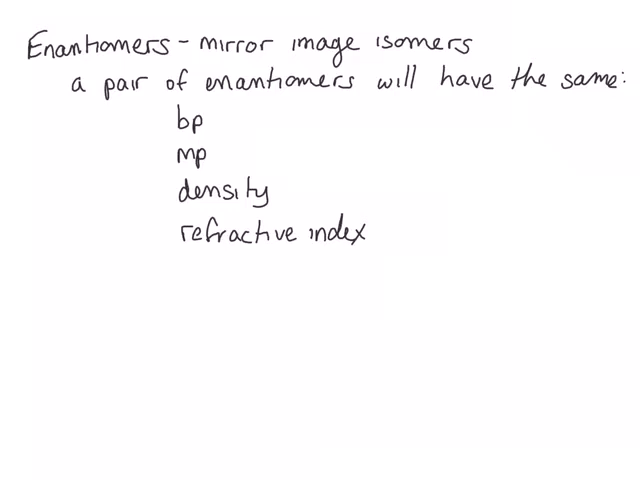 Enantiomers - mirror image isomers
a pair of enantiomers will have the same:
bp
mp
density
refractive index